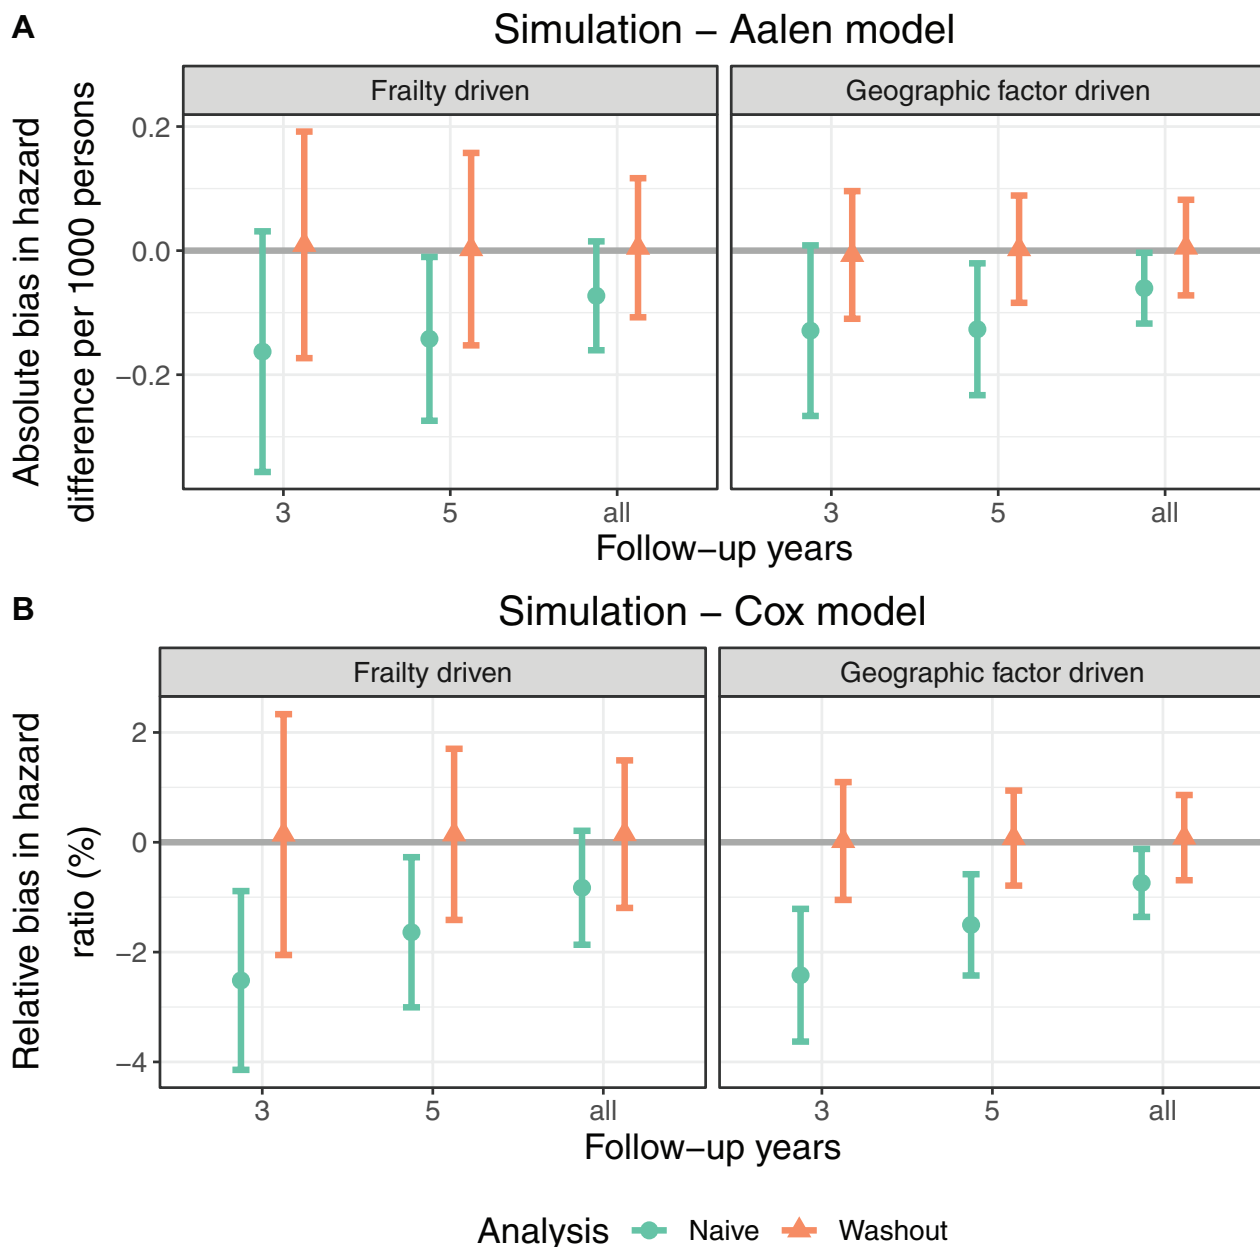 A
Simulation – Aalen model
Absolute bias in hazard
difference per 1000 persons
Frailty driven
Geographic factor driven
0.2
0.0
−0.2
3
5
all
3
5
all
Follow−up years
B
Simulation – Cox model
Relative bias in hazard
ratio (%)
Frailty driven
Geographic factor driven
2
0
−2
−4
3
5
all
3
5
all
Follow−up years
Analysis Naive Washout